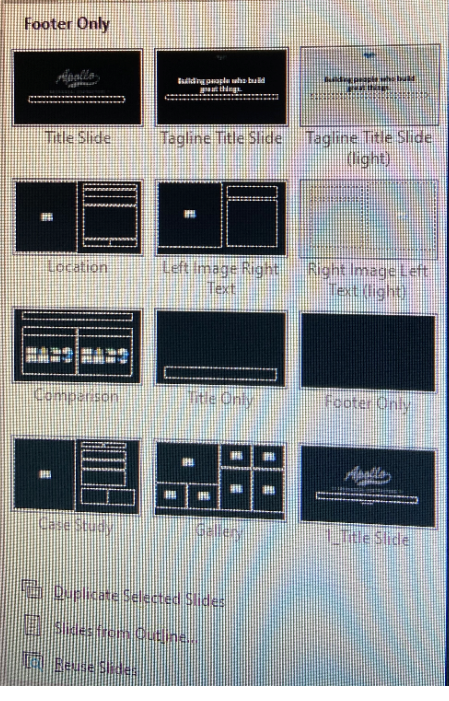 Footer Only
Apollo
Building people who build
great things.
Building people who build
great things.
Title Slide
Tagline Title Slide
Tagline Title Slide
(light)
Location
Left Image Right
Text
Right Image Left
Text (light)
Comparison
Title Only
Footer Only
Apollo
Case Study
Gallery
1_Title Slide
Duplicate Selected Slides
Slides from Outline...
Reuse Slides